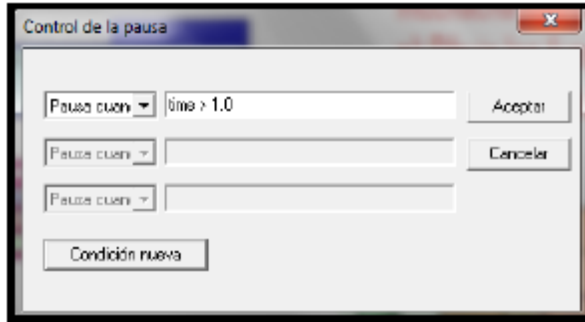 Control de la pausa
Pausa cuan time > 1.0 Aceptar
Pausa cuan Cancelar
Pausa cuan
Condición nueva